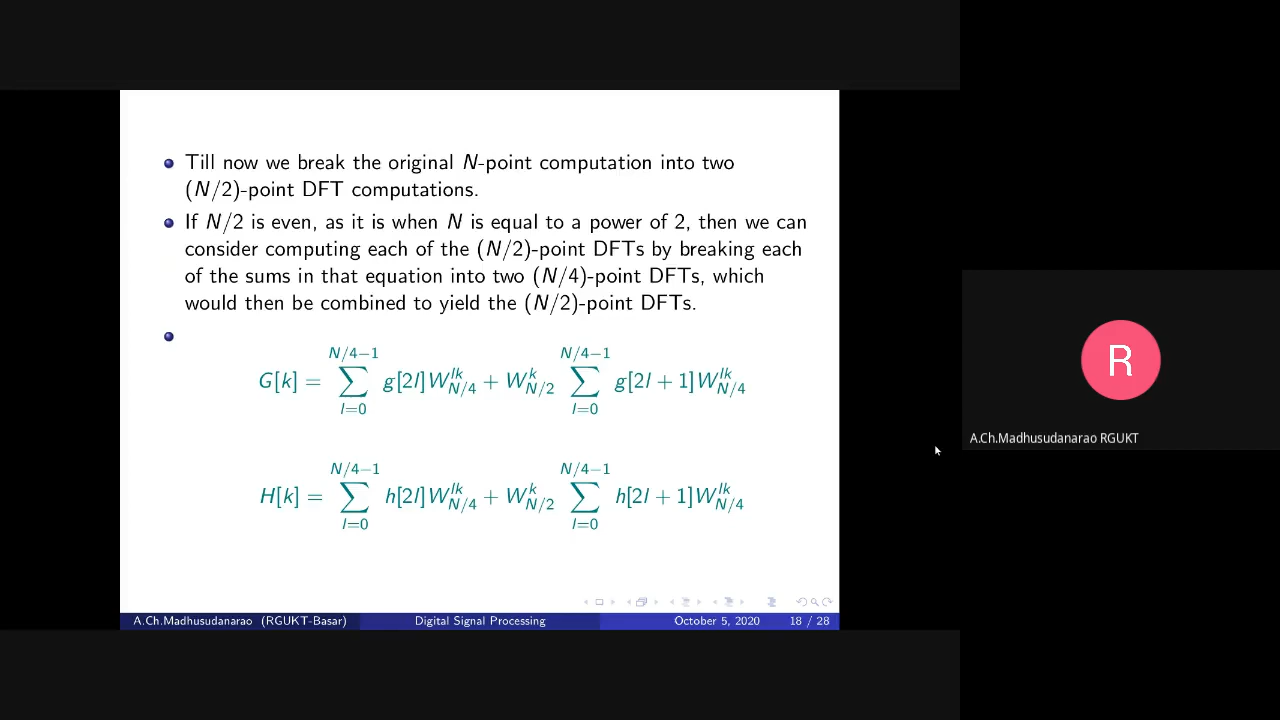 Till now we break the original N-point computation into two
(N/2)-point DFT computations.
If N/2 is even, as it is when N is equal to a power of 2, then we can
consider computing each of the (N/2)-point DFTs by breaking each
of the sums in that equation into two (N/4)-point DFTs, which
would then be combined to yield the (N/2)-point DFTs.
G[k] = \sum_{l=0}^{N/4−1} g[2l]W_{N/4}^{lk} + W_{N/2}^{k} \sum_{l=0}^{N/4−1} g[2l + 1]W_{N/4}^{lk}
H[k] = \sum_{l=0}^{N/4−1} h[2l]W_{N/4}^{lk} + W_{N/2}^{k} \sum_{l=0}^{N/4−1} h[2l + 1]W_{N/4}^{lk}
A.Ch.Madhusudanarao (RGUKT-Basar) Digital Signal Processing October 5, 2020 18 / 28
R
A.Ch.Madhusudanarao RGUKT